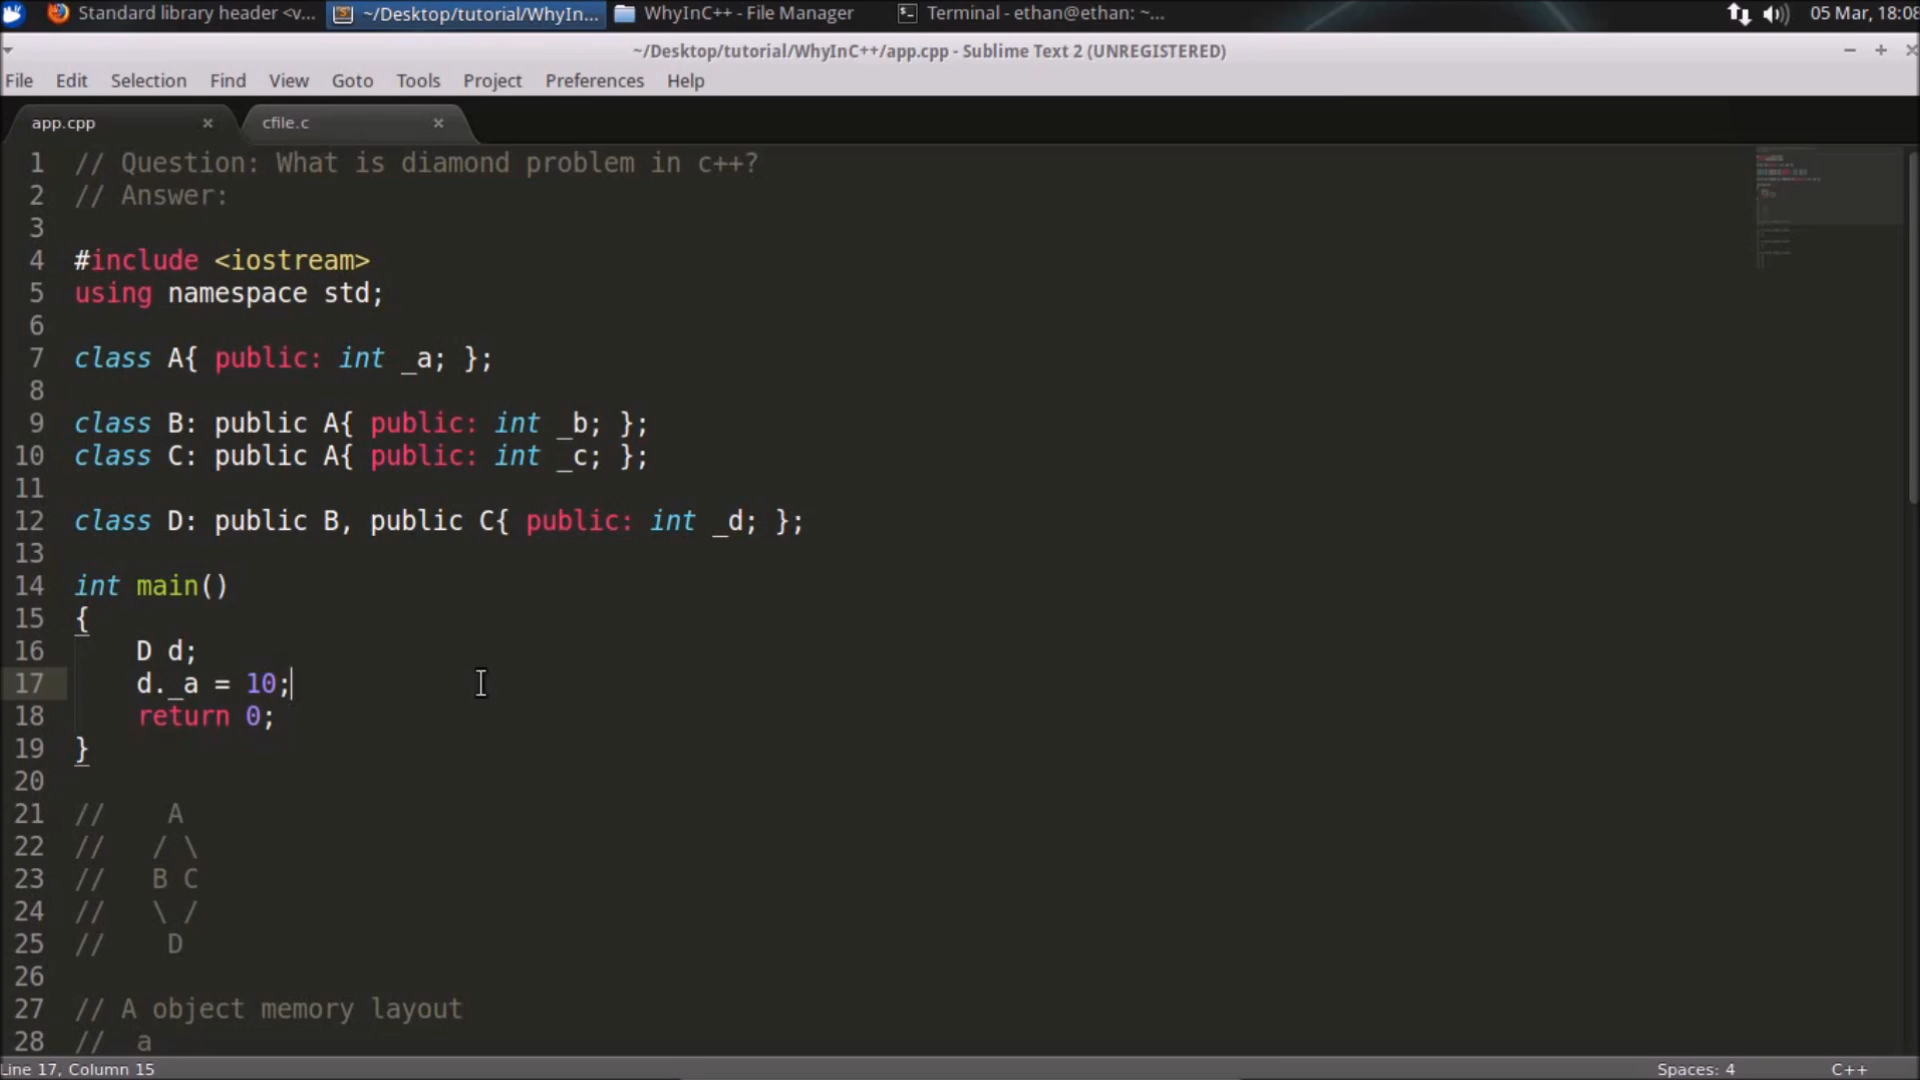 Standard library header <v...
~/Desktop/tutorial/WhyIn...
WhyInC++ - File Manager
Terminal - ethan@ethan: ~...
05 Mar, 18:08
~/Desktop/tutorial/WhyInC++/app.cpp - Sublime Text 2 (UNREGISTERED)
File Edit Selection Find View Goto Tools Project Preferences Help
app.cpp × cfile.c ×
1 // Question: What is diamond problem in c++?
2 // Answer:
3
4 #include <iostream>
5 using namespace std;
6
7 class A{ public: int _a; };
8
9 class B: public A{ public: int _b; };
10 class C: public A{ public: int _c; };
11
12 class D: public B, public C{ public: int _d; };
13
14 int main()
15 {
16     D d;
17     d._a = 10;
18     return 0;
19 }
20
21 //    A
22 //   / \
23 //   B C
24 //   \ /
25 //    D
26
27 // A object memory layout
28 //  a
Line 17, Column 15
Spaces: 4
C++